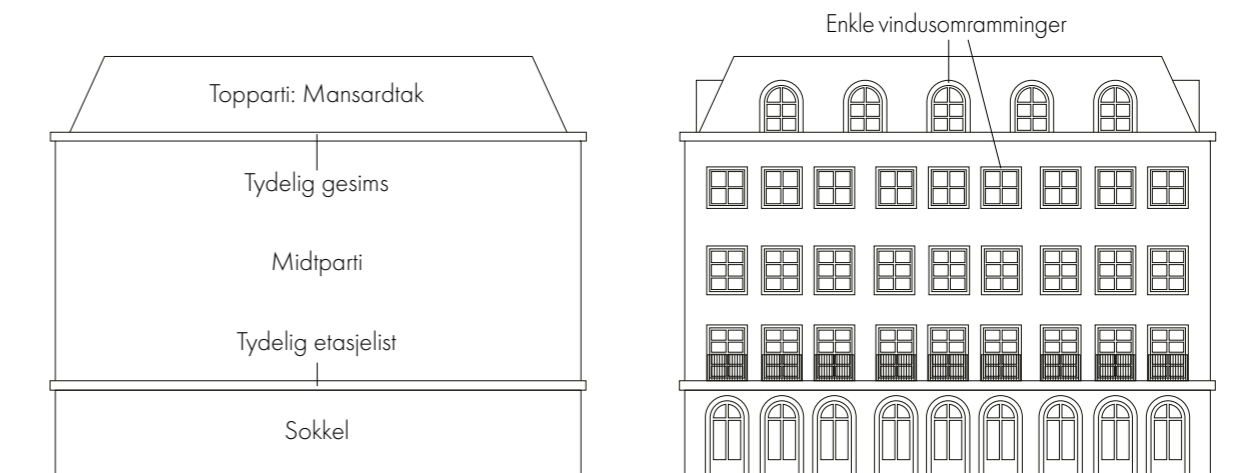 Enkle vindusomramminger
Topparti: Mansardtak
Tydelig gesims
Midtparti
Tydelig etasjelist
Sokkel